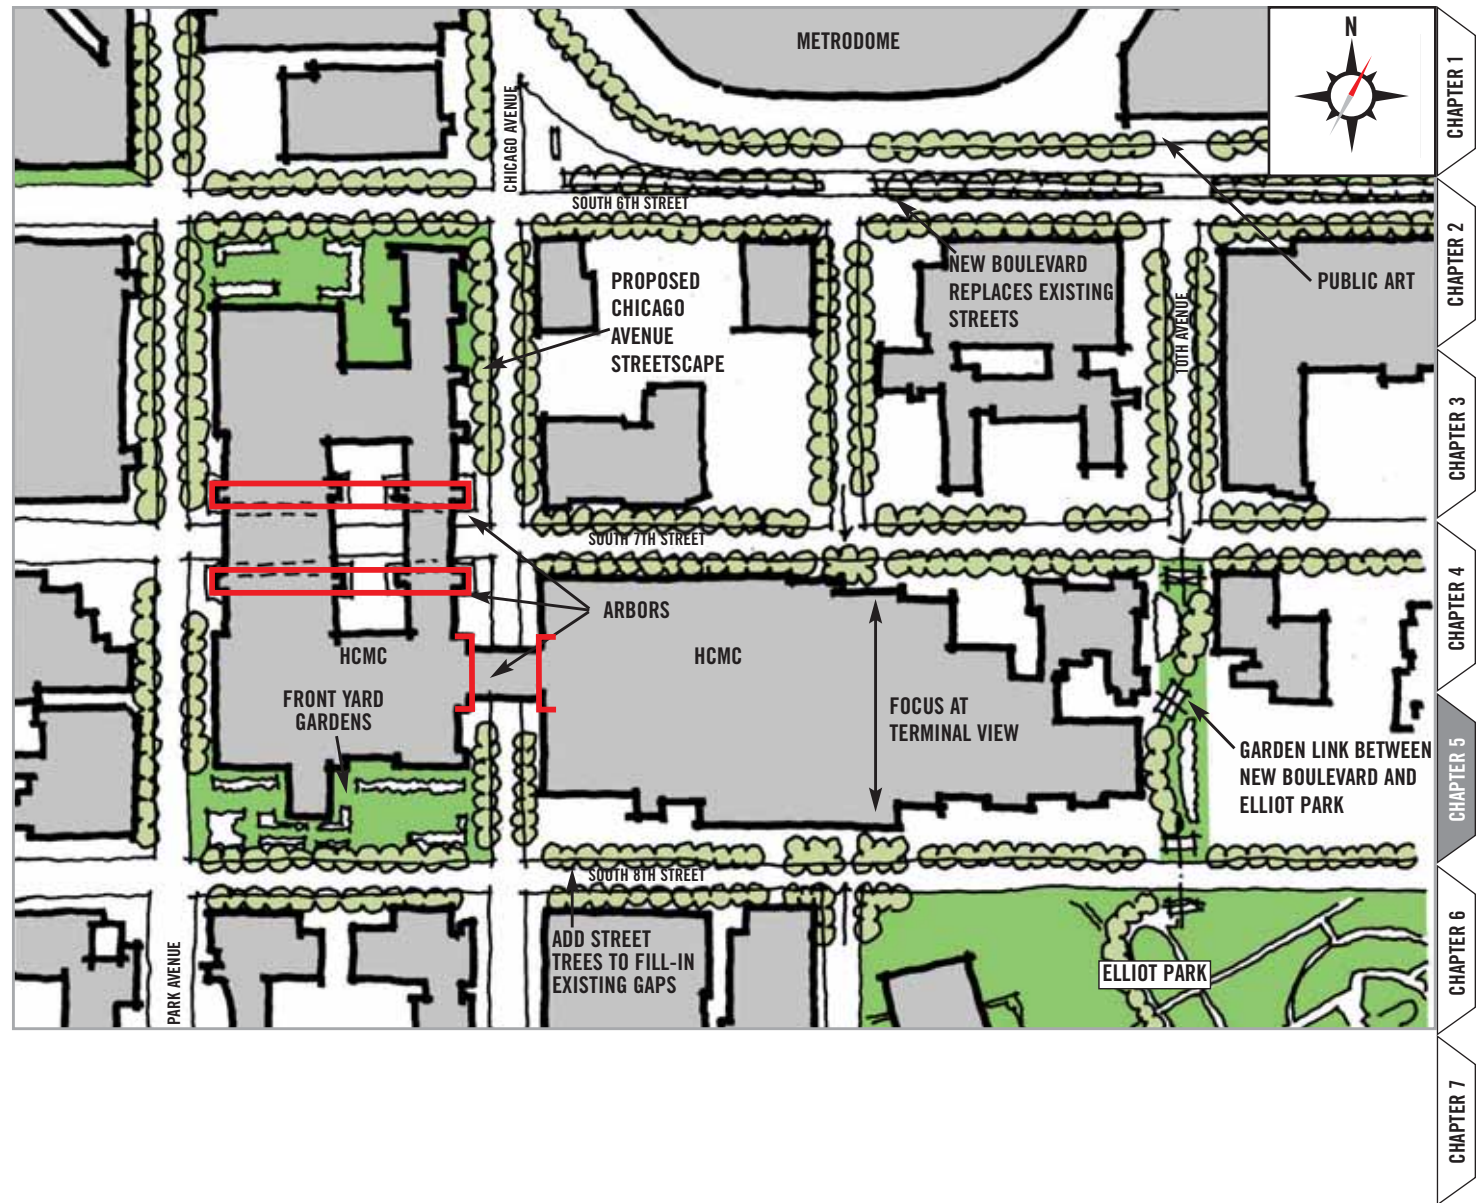 METRODOME
N
CHICAGO AVENUE
SOUTH 6TH STREET
PROPOSED
CHICAGO
AVENUE
STREETSCAPE
NEW BOULEVARD
REPLACES EXISTING
STREETS
10TH AVENUE
PUBLIC ART
SOUTH 7TH STREET
ARBORS
HCMC
HCMC
FRONT YARD
GARDENS
FOCUS AT
TERMINAL VIEW
GARDEN LINK BETWEEN
NEW BOULEVARD AND
ELLIOT PARK
SOUTH 8TH STREET
ADD STREET
TREES TO FILL-IN
EXISTING GAPS
PARK AVENUE
ELLIOT PARK
CHAPTER 1
CHAPTER 2
CHAPTER 3
CHAPTER 4
CHAPTER 5
CHAPTER 6
CHAPTER 7